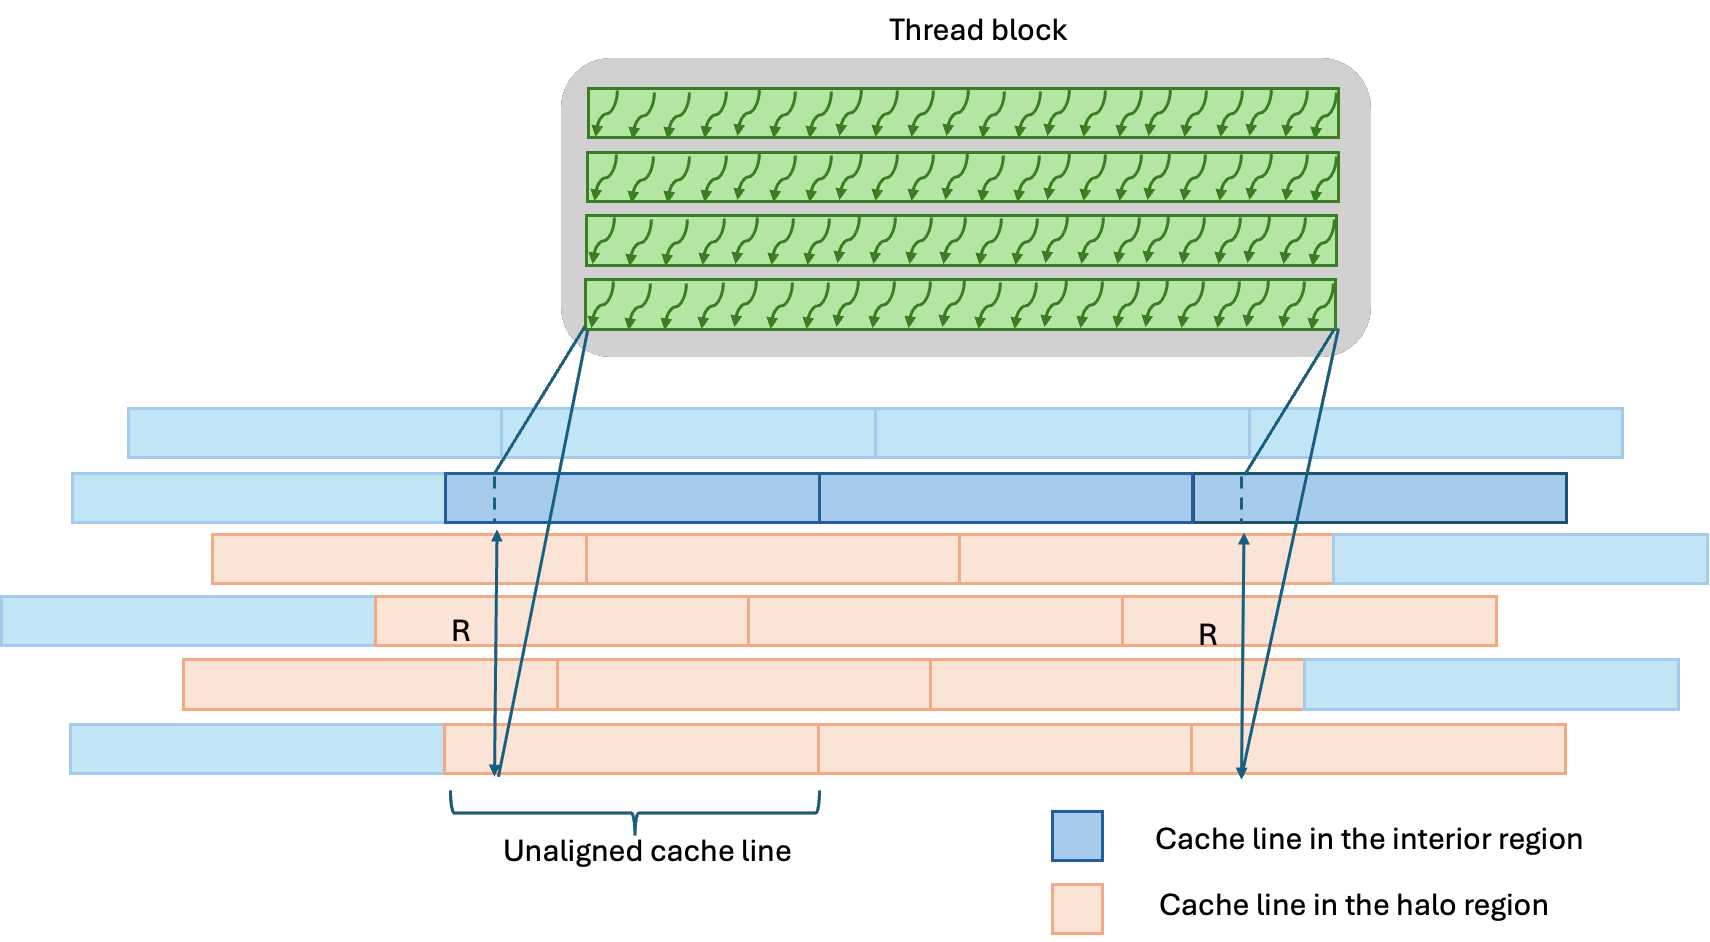 Thread block
R
R
Unaligned cache line
Cache line in the interior region
Cache line in the halo region